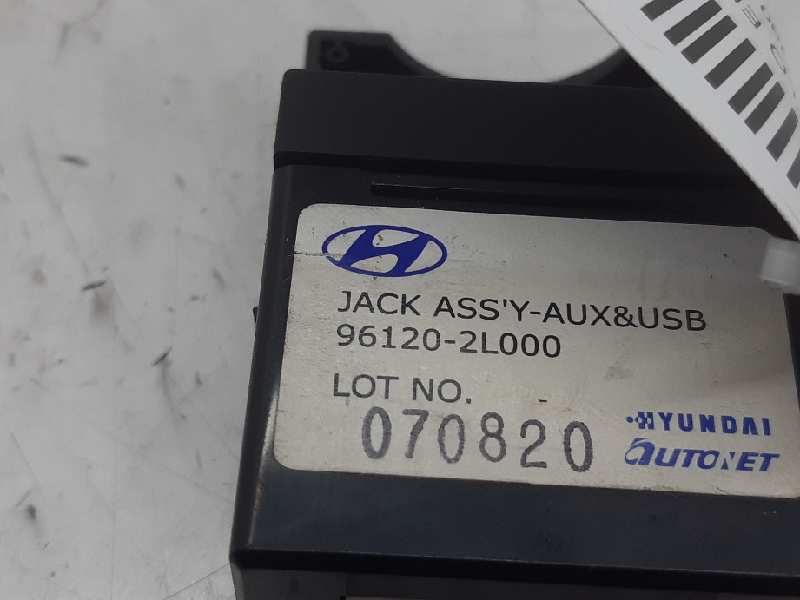 JACK ASS'Y-AUX&USB
96120-2L000
LOT NO.
070820
HYUNDAI
AUTONET